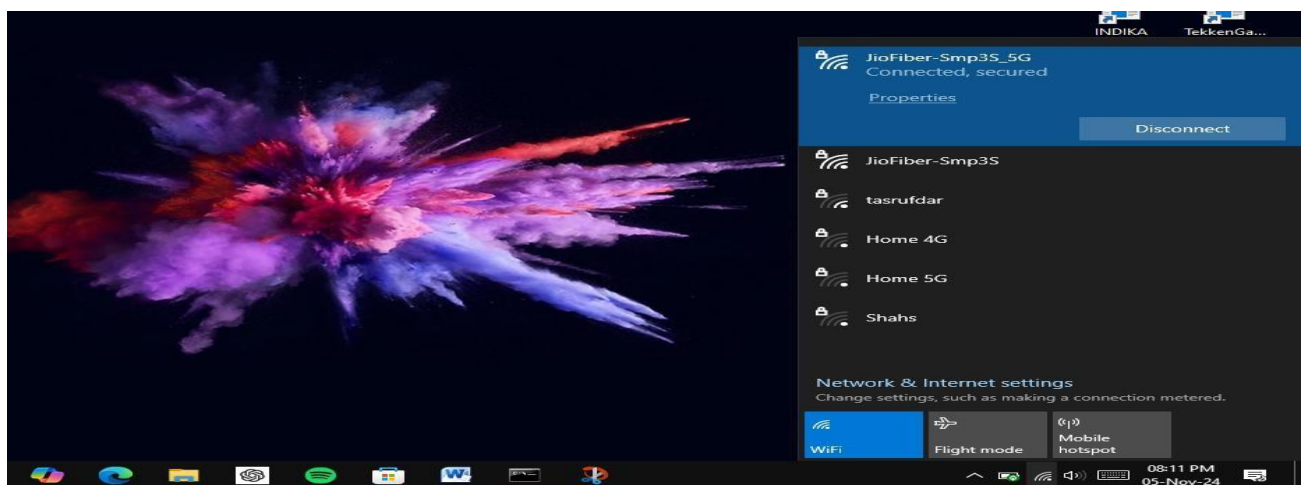 INDIKA
TekkenGa...
JioFiber-Smp3S_5G
Connected, secured
Properties
Disconnect
JioFiber-Smp3S
tasrufdar
Home 4G
Home 5G
Shahs
Network & Internet settings
Change settings, such as making a connection metered.
WiFi
Flight mode
Mobile
hotspot
08:11 PM
05-Nov-24